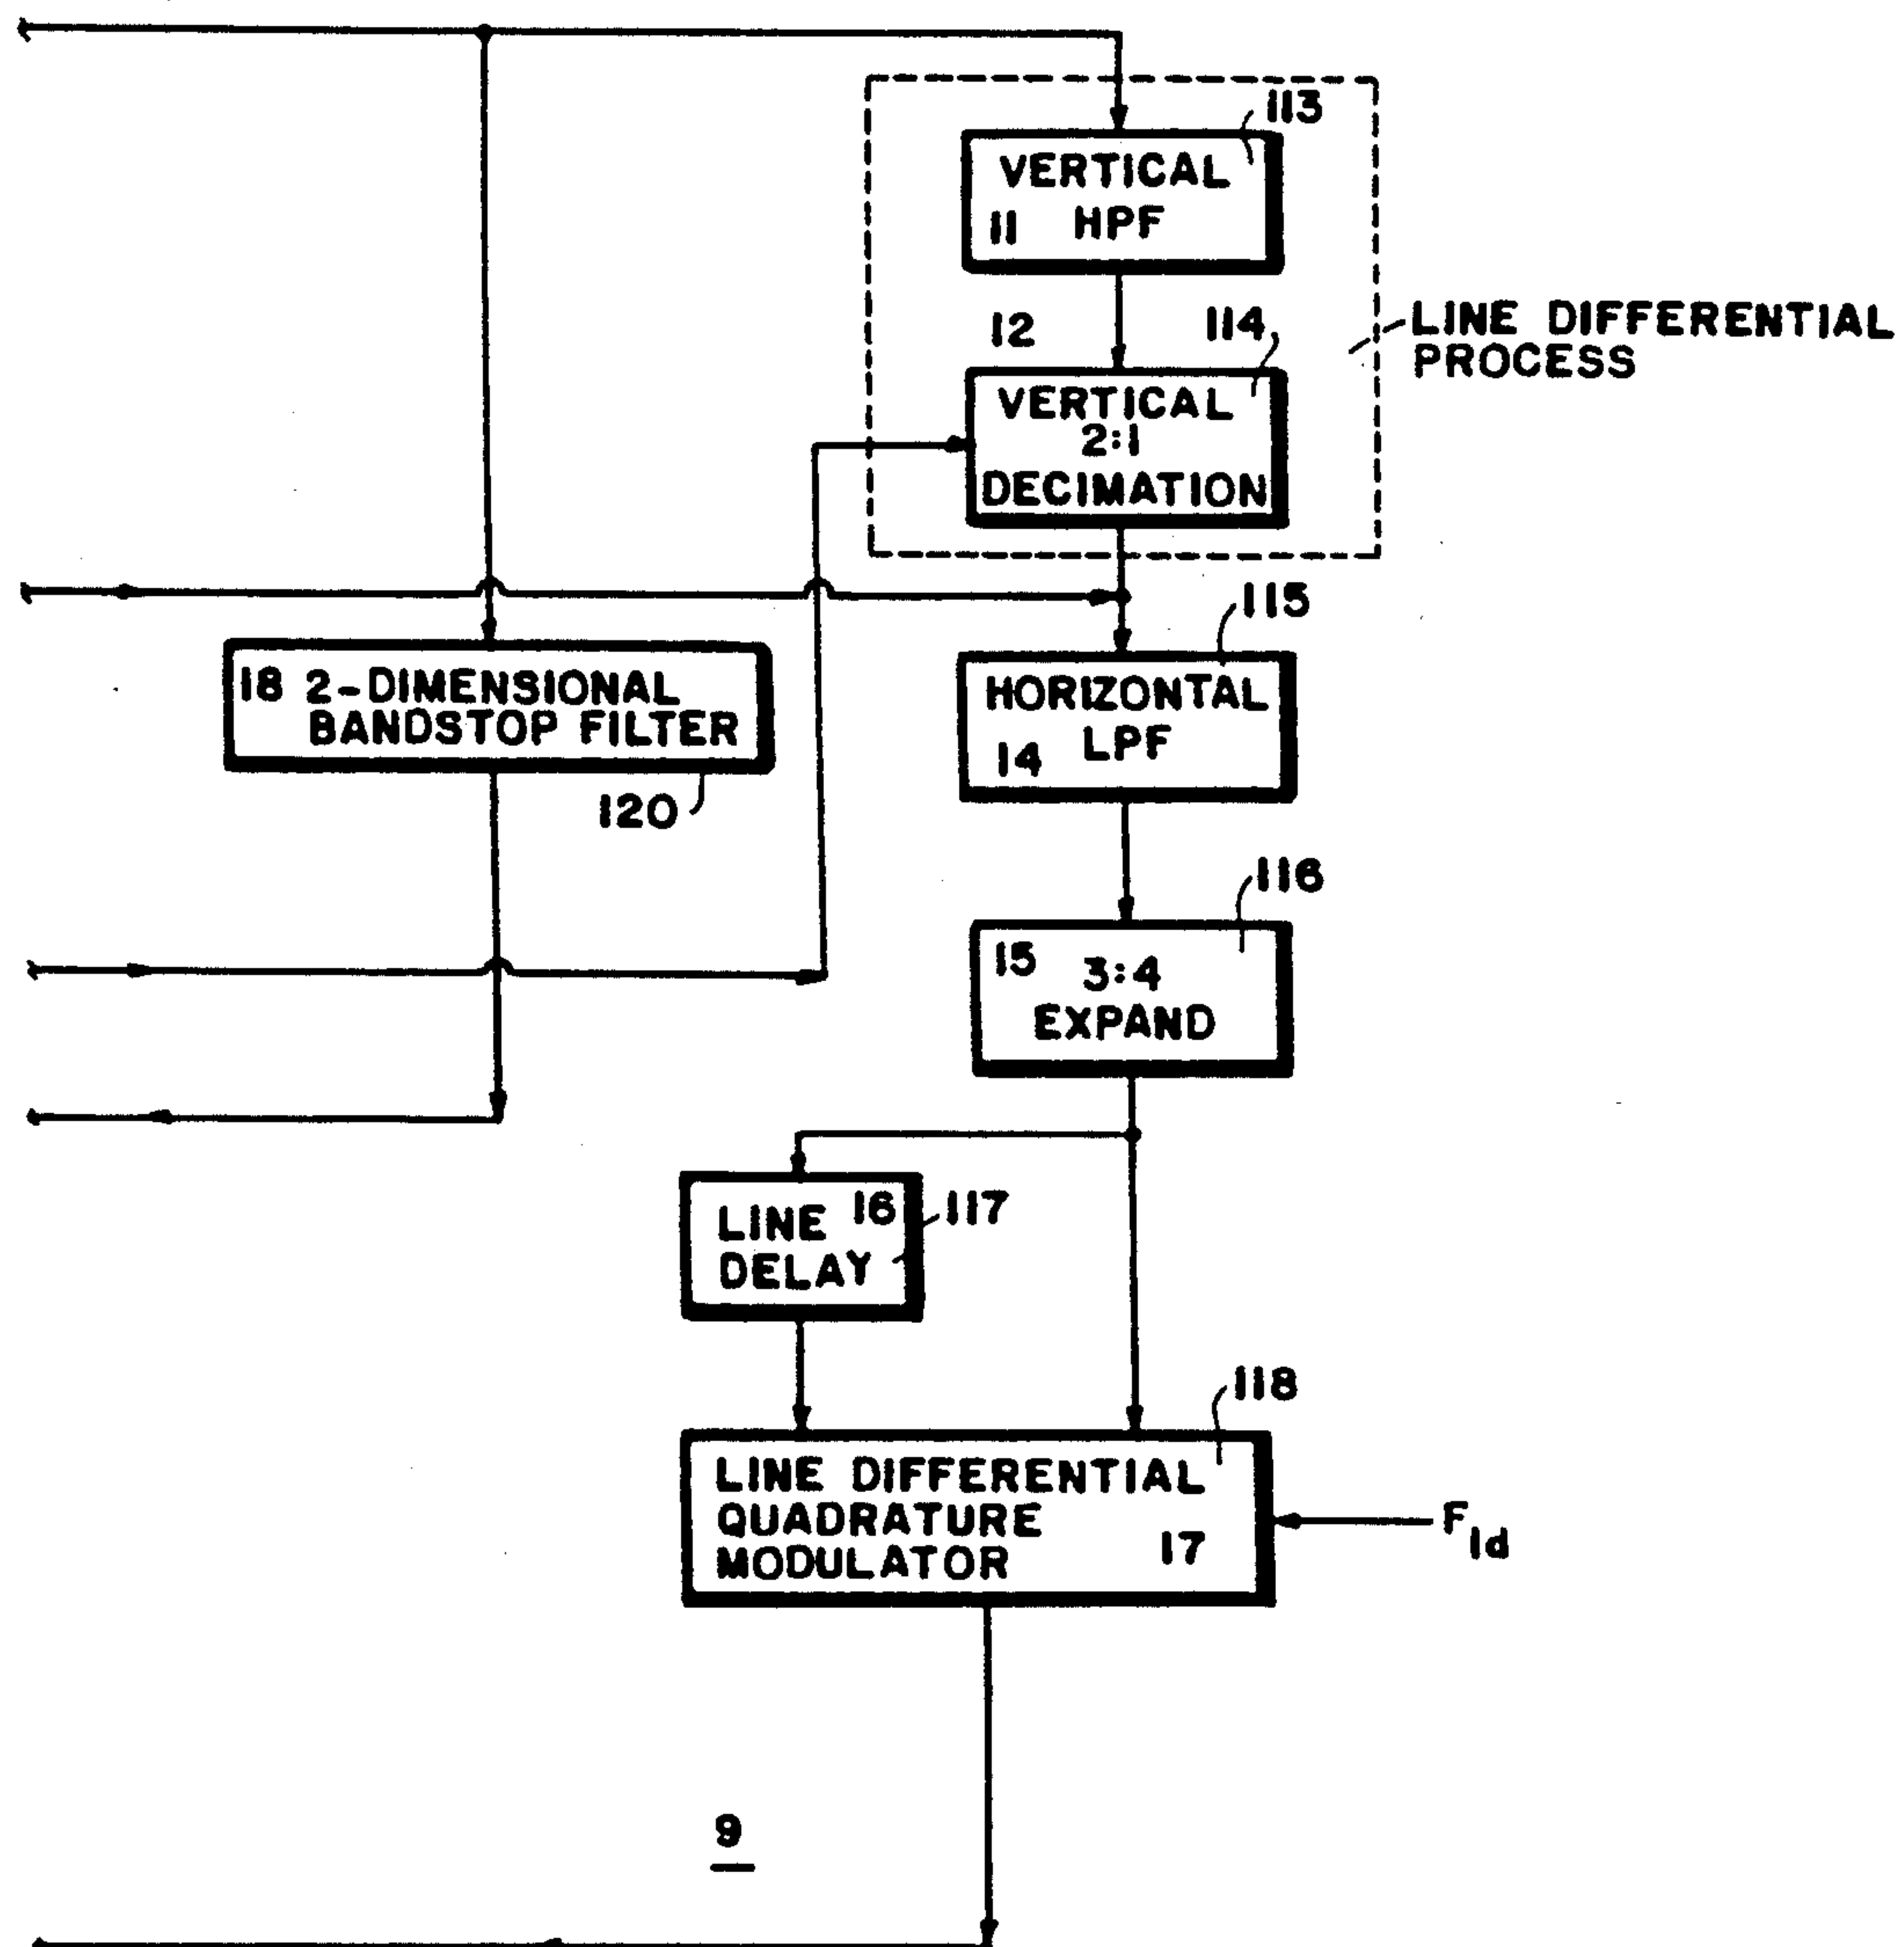 113
VERTICAL
11 HPF
12 114
LINE DIFFERENTIAL
PROCESS
VERTICAL
2:1
DECIMATION
115
18 2-DIMENSIONAL
BANDSTOP FILTER
120
HORIZONTAL
LPF
14
116
15 3:4
EXPAND
LINE 16
DELAY
117
118
LINE DIFFERENTIAL
QUADRATURE
MODULATOR 17
F1d
9